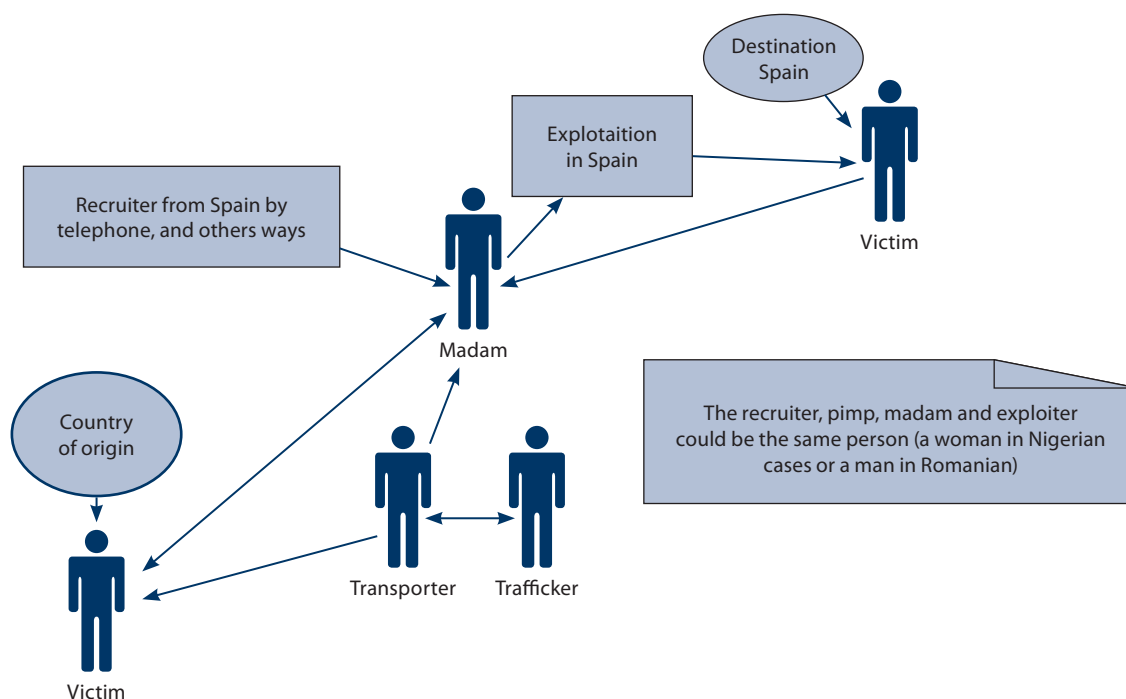 Destination
Spain
Explotaition
in Spain
Victim
Recruiter from Spain by
telephone, and others ways
Madam
Country
of origin
The recruiter, pimp, madam and exploiter
could be the same person (a woman in Nigerian
cases or a man in Romanian)
Transporter
Trafficker
Victim